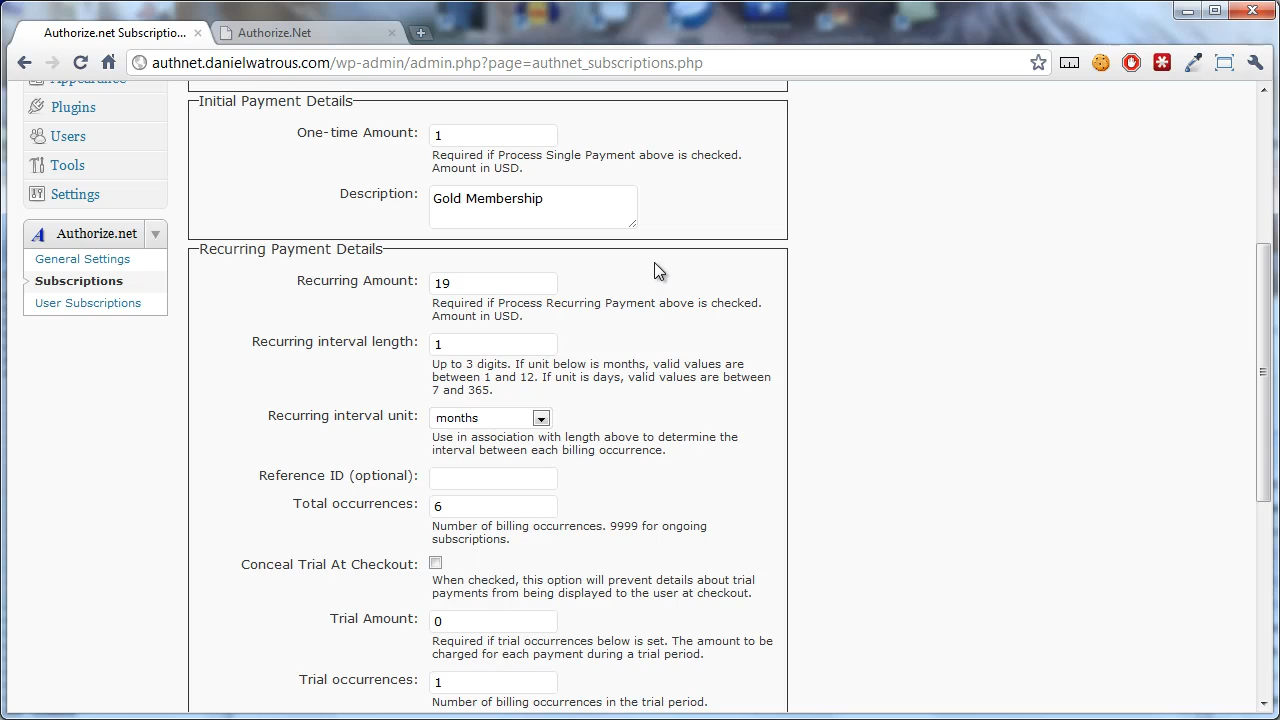 Authorize.net Subscriptio...
Authorize.Net
authnet.danielwatrous.com/wp-admin/admin.php?page=authnet_subscriptions.php
Appearance
Plugins
Users
Tools
Settings
Authorize.net
General Settings
Subscriptions
User Subscriptions
Initial Payment Details
One-time Amount: 1
Required if Process Single Payment above is checked.
Amount in USD.
Description: Gold Membership
Recurring Payment Details
Recurring Amount: 19
Required if Process Recurring Payment above is checked.
Amount in USD.
Recurring interval length: 1
Up to 3 digits. If unit below is months, valid values are
between 1 and 12. If unit is days, valid values are between
7 and 365.
Recurring interval unit: months
Use in association with length above to determine the
interval between each billing occurrence.
Reference ID (optional):
Total occurrences: 6
Number of billing occurrences. 9999 for ongoing
subscriptions.
Conceal Trial At Checkout:
When checked, this option will prevent details about trial
payments from being displayed to the user at checkout.
Trial Amount: 0
Required if trial occurrences below is set. The amount to be
charged for each payment during a trial period.
Trial occurrences: 1
Number of billing occurrences in the trial period.